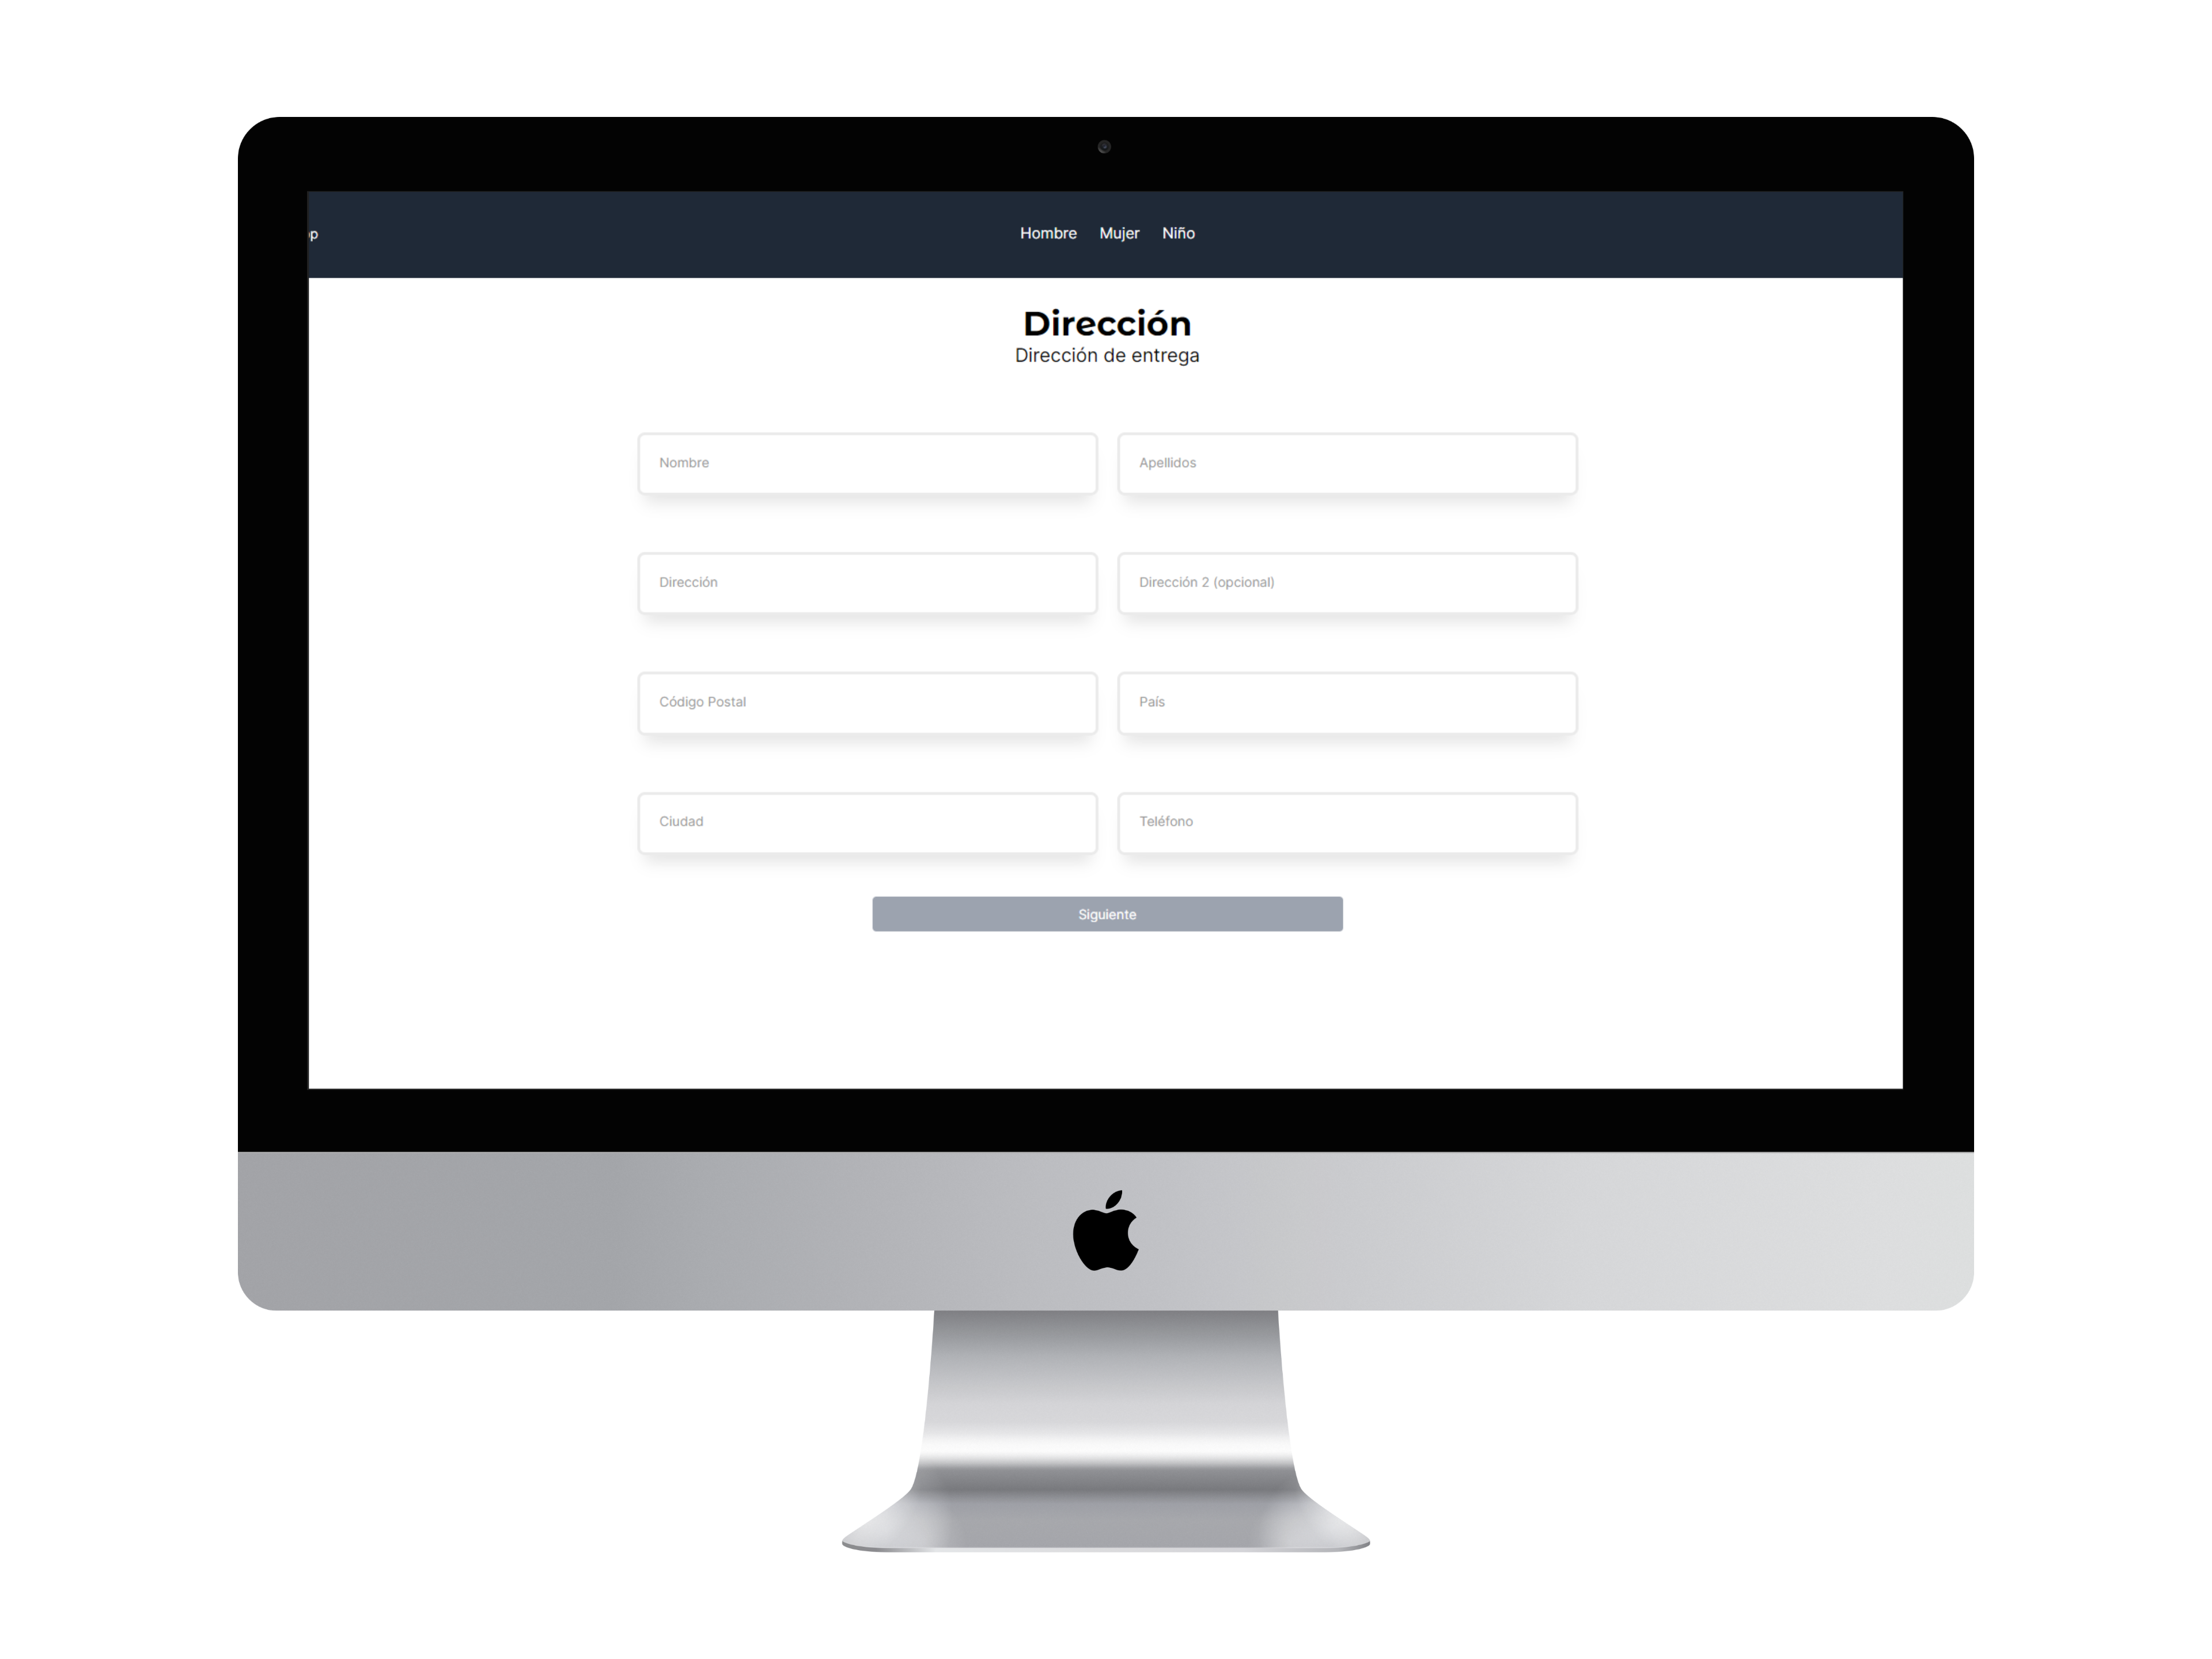 Hombre Mujer Niño
Dirección
Dirección de entrega
Nombre Apellidos
Dirección Dirección 2 (opcional)
Código Postal País
Ciudad Teléfono
Siguiente